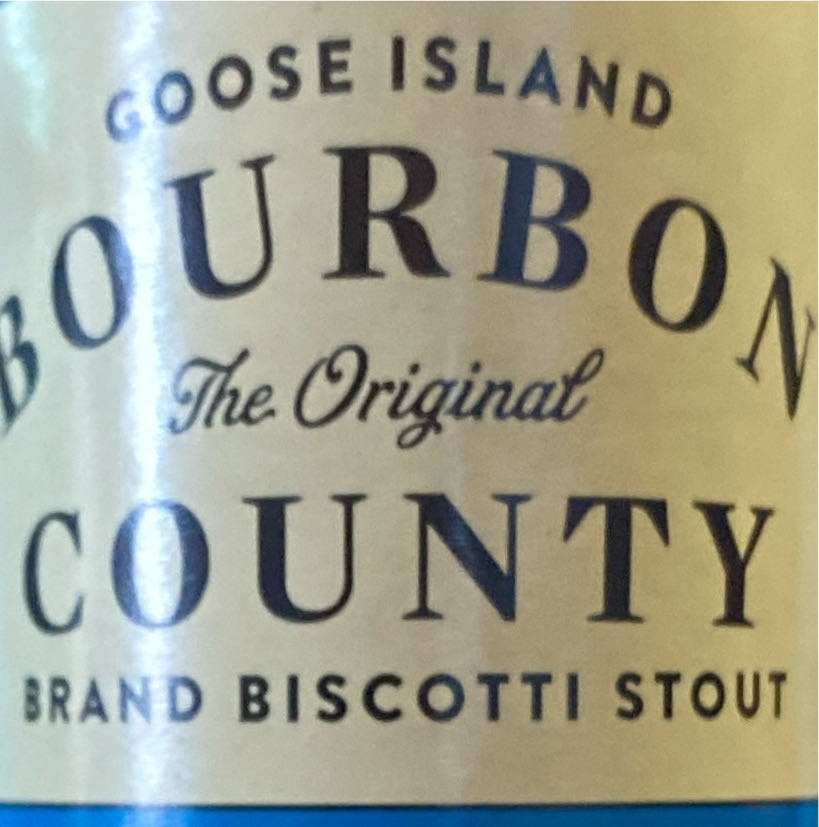 GOOSE ISLAND
BOURBON
The Original
COUNTY
BRAND BISCOTTI STOUT